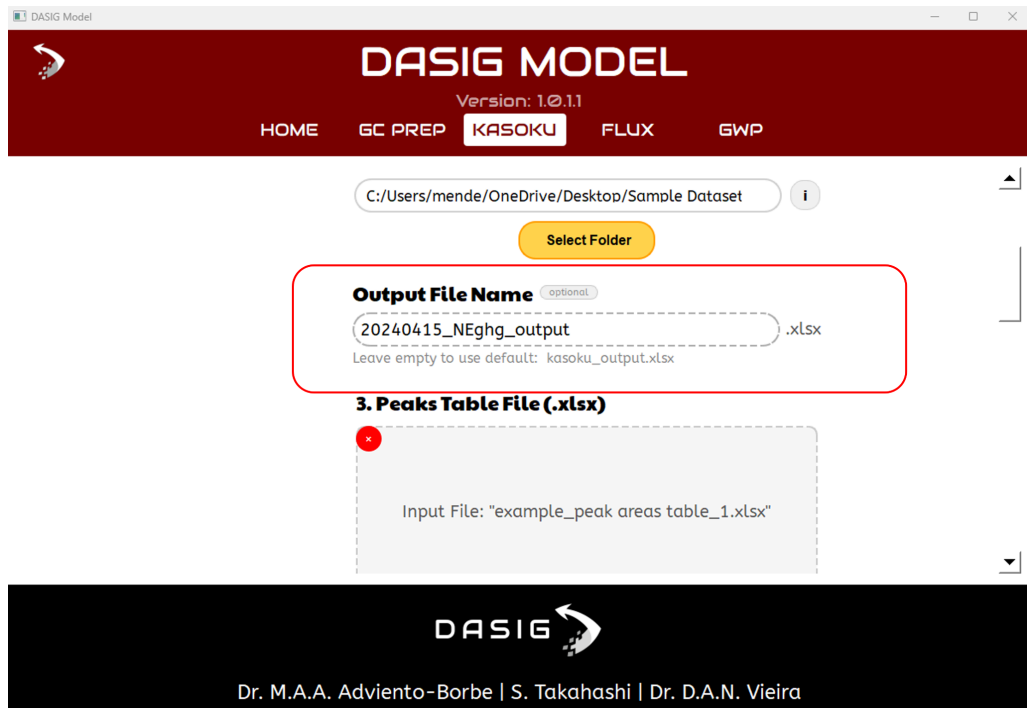 DASIG Model
DASIG MODEL
Version: 1.0.1.1
HOME GC PREP KASOKU FLUX GWP
C:/Users/mende/OneDrive/Desktop/Sample Dataset
i
Select Folder
Output File Name optional
20240415_NEghg_output .xlsx
Leave empty to use default: kasoku_output.xlsx
3. Peaks Table File (.xlsx)
×
Input File: "example_peak areas table_1.xlsx"
DASIG
Dr. M.A.A. Adviento-Borbe | S. Takahashi | Dr. D.A.N. Vieira